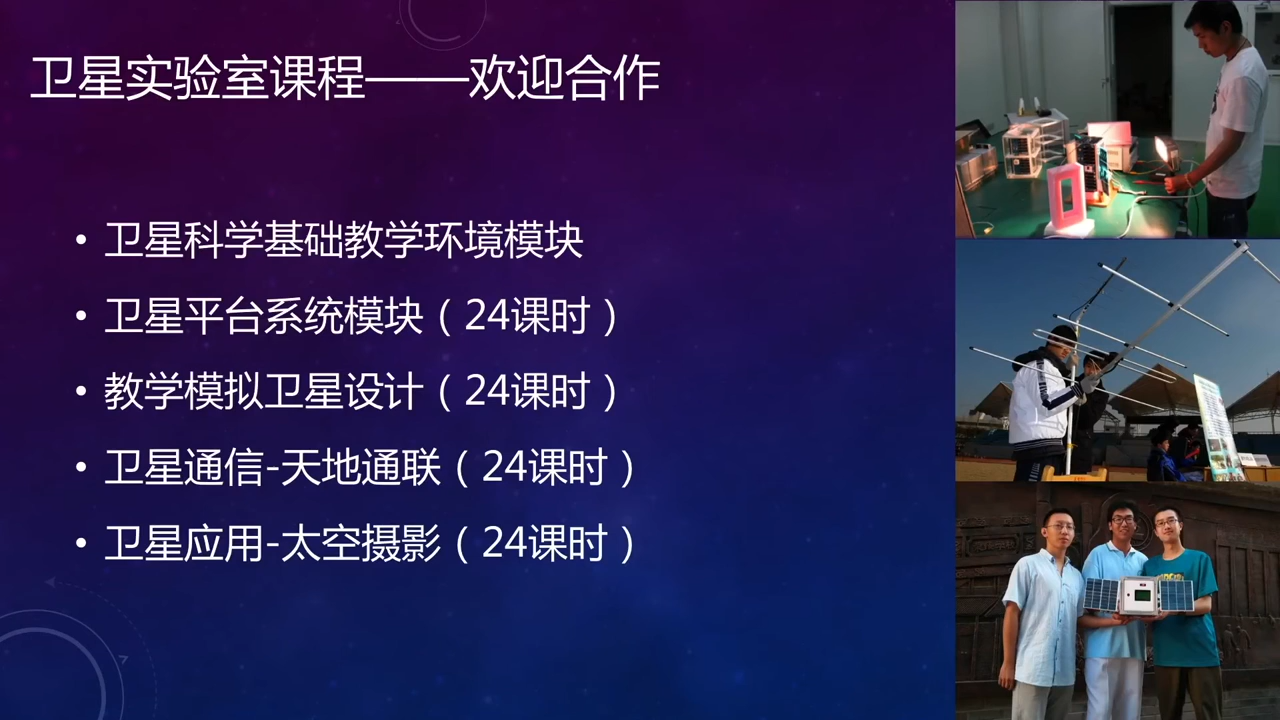 卫星实验室课程——欢迎合作
• 卫星科学基础教学环境模块
• 卫星平台系统模块（24课时）
• 教学模拟卫星设计（24课时）
• 卫星通信-天地通联（24课时）
• 卫星应用-太空摄影（24课时）